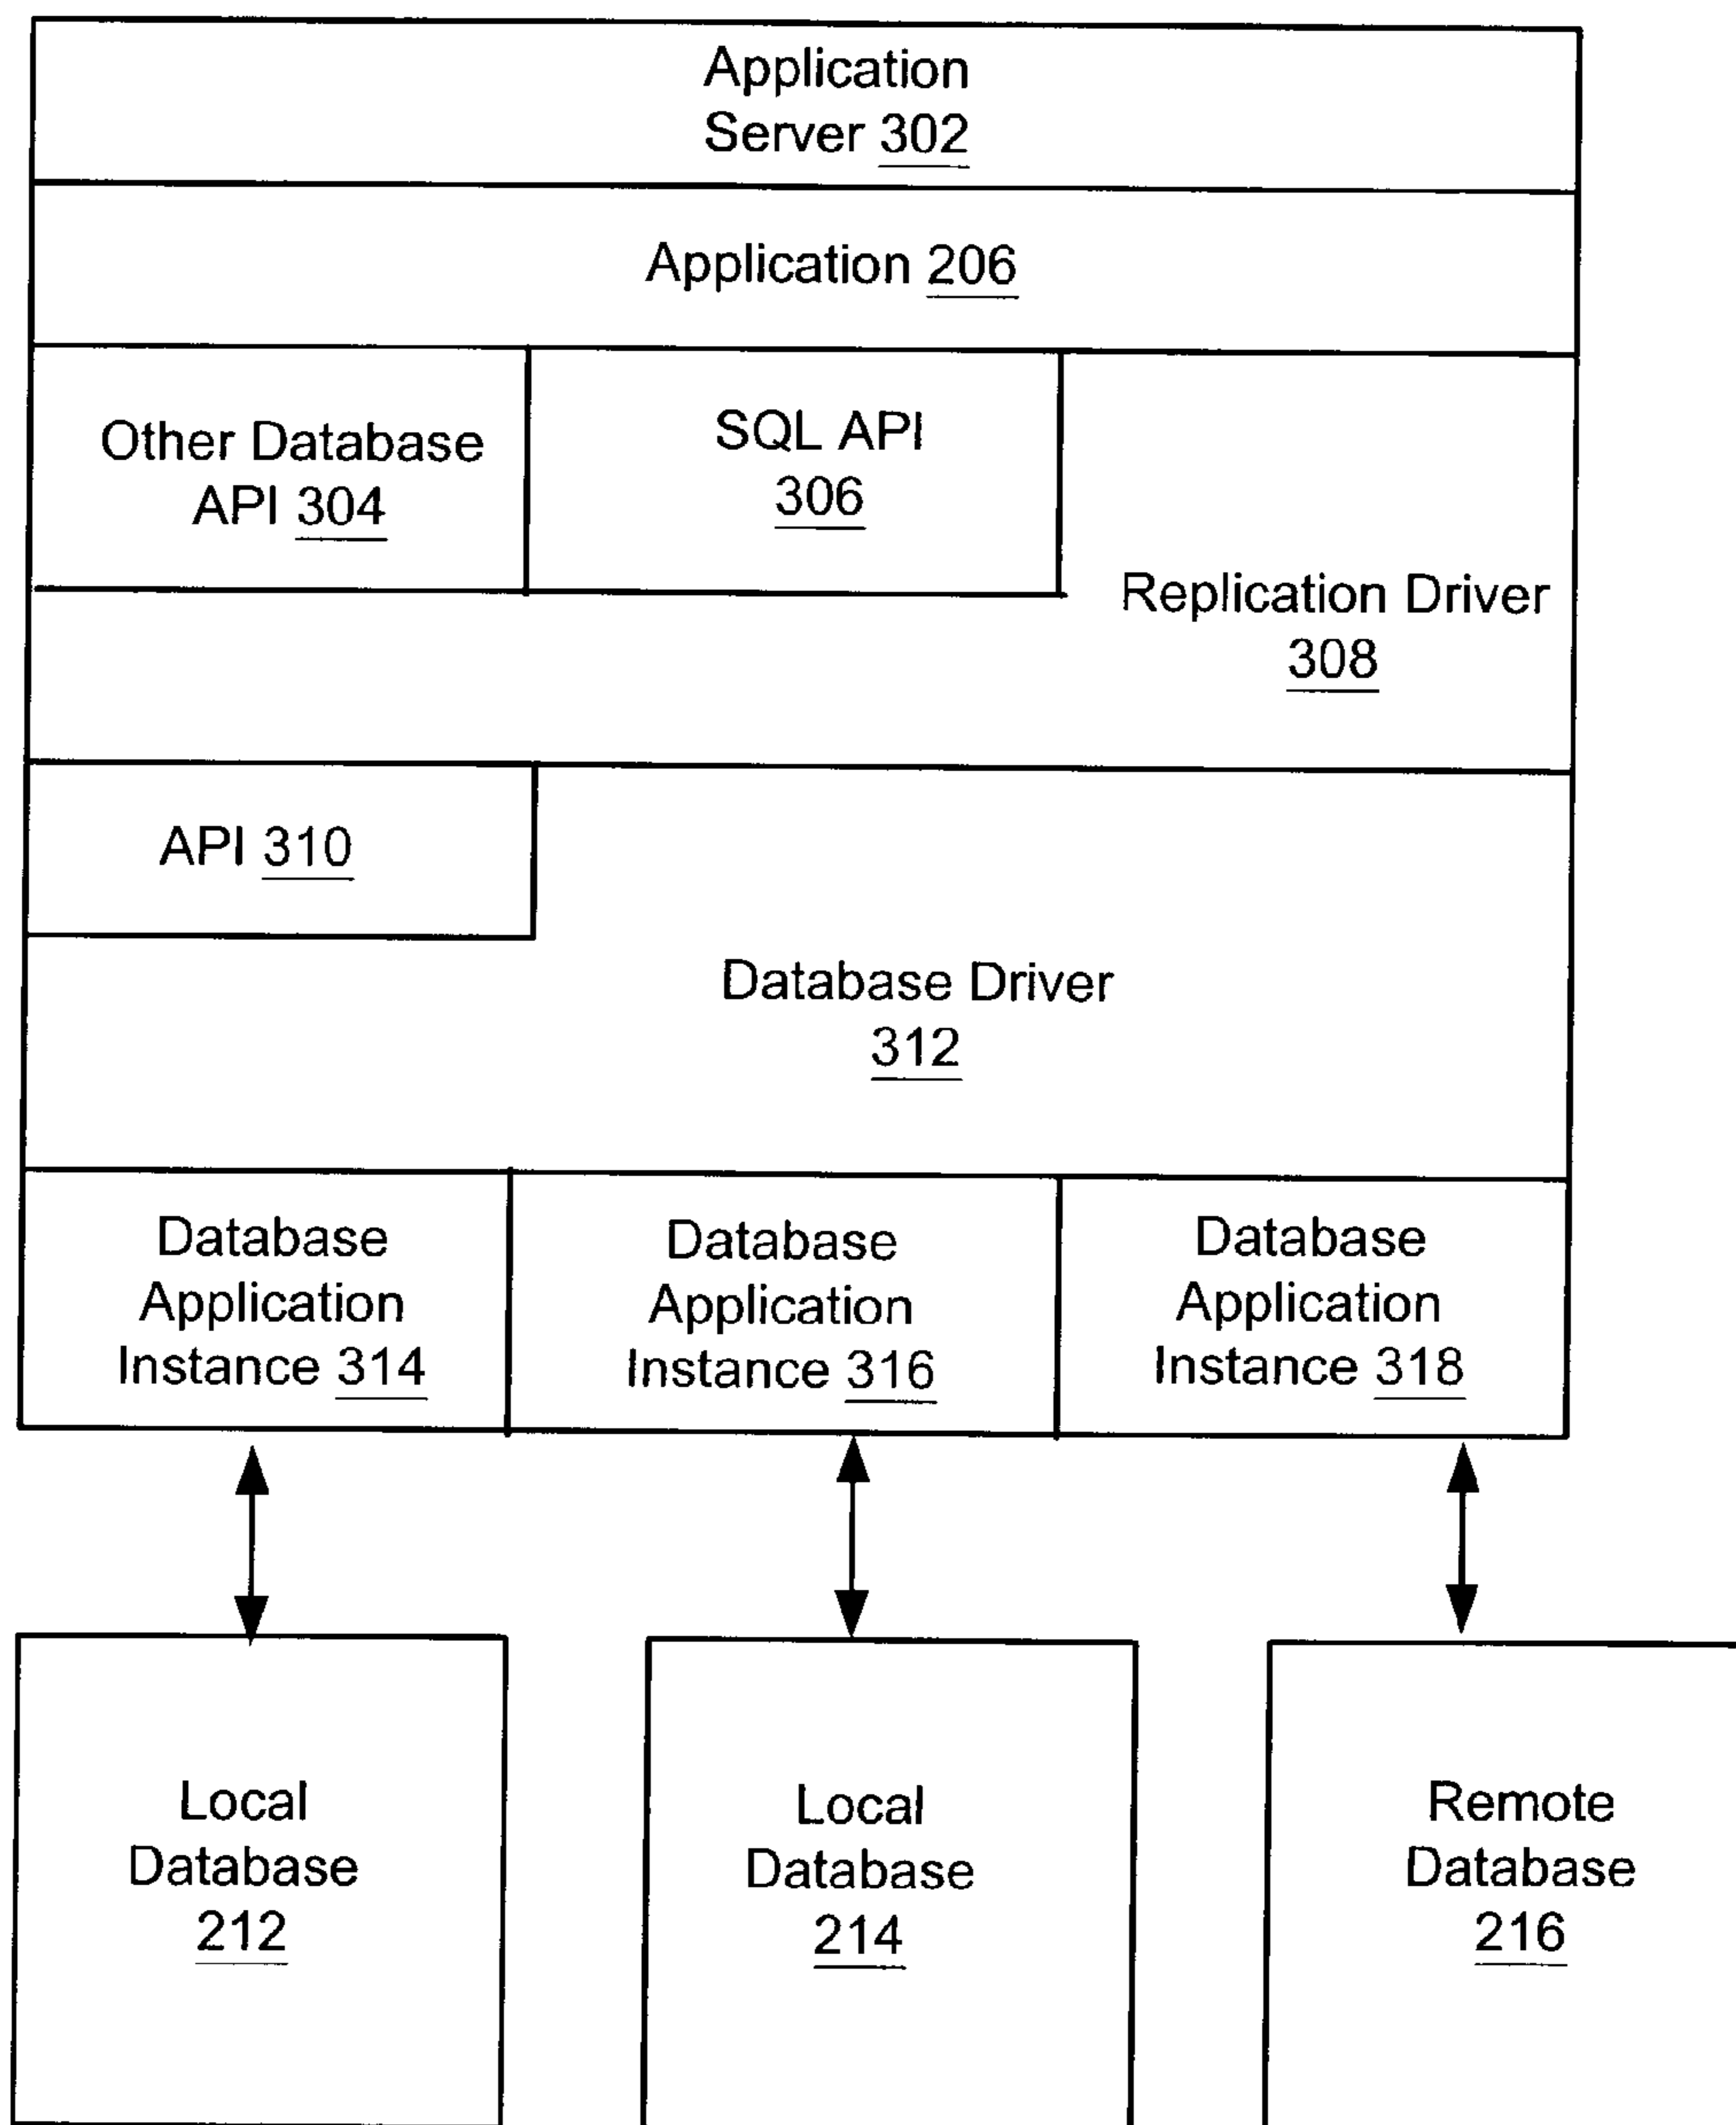 Application
Server 302
Application 206
Other Database
API 304
SQL API
306
Replication Driver
308
API 310
Database Driver
312
Database
Application
Instance 314
Database
Application
Instance 316
Database
Application
Instance 318
Local
Database
212
Local
Database
214
Remote
Database
216